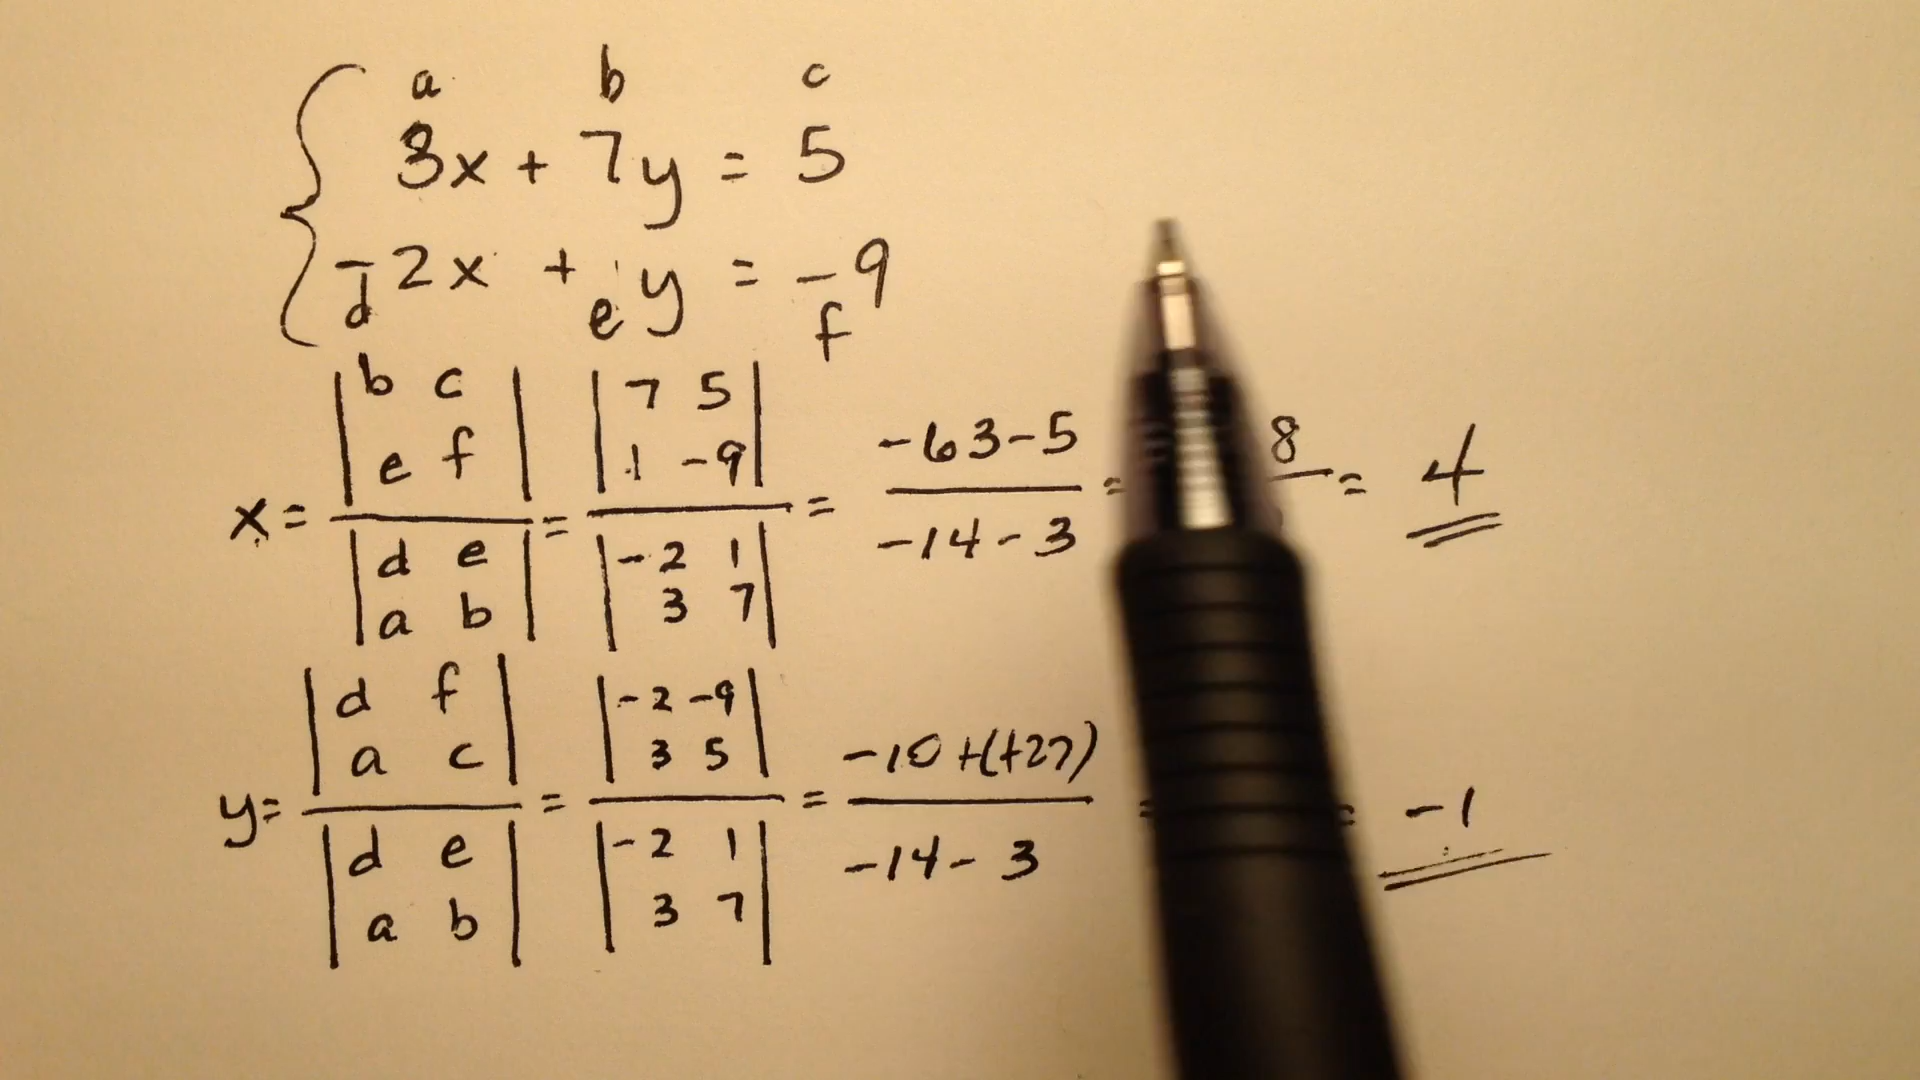 a b c
3x + 7y = 5
-2x + y = -9
d e f
x = |b c| / |d e| = |7 5| / |-2 1| = -63-5 / -14-3 = 8 = 4
|e f| / |a b| |1 -9| / |3 7|
y = |d f| / |d e| = |-2 -9| / |-2 1| = -10+(+27) / -14-3 = = -1
|a c| / |a b| |3 5| / |3 7|